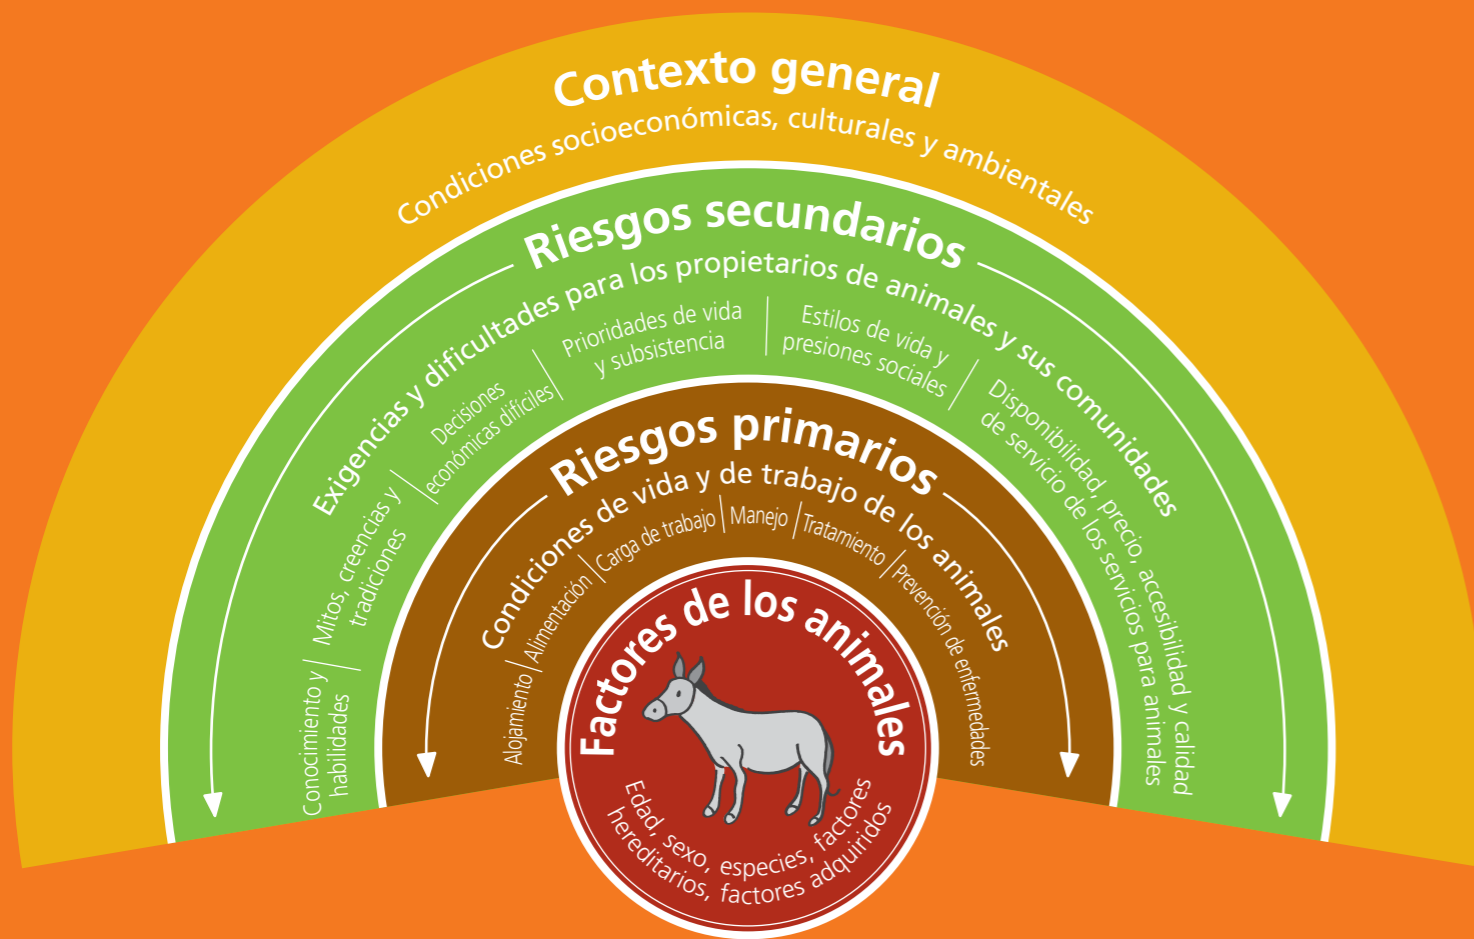 Contexto general
Condiciones socioeconómicas, culturales y ambientales
Riesgos secundarios
Exigencias y dificultades para los propietarios de animales y sus comunidades
Conocimiento y
habilidades
Mitos, creencias y
tradiciones
Decisiones
económicas difíciles
Prioridades de vida
y subsistencia
Estilos de vida y
presiones sociales
Disponibilidad, precio, accesibilidad y calidad
de servicio de los servicios para animales
Riesgos primarios
Condiciones de vida y de trabajo de los animales
Alojamiento
Alimentación
Carga de trabajo
Manejo
Tratamiento
Prevención de enfermedades
Factores de los animales
Edad, sexo, especies, factores
hereditarios, factores adquiridos